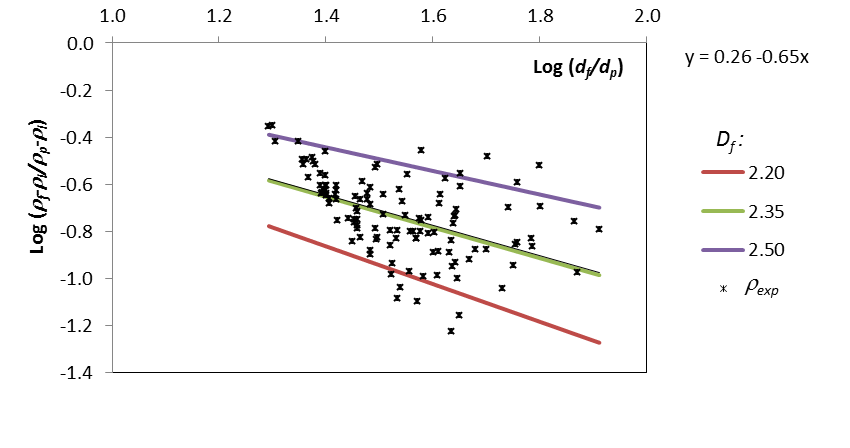 1.0 1.2 1.4 1.6 1.8 2.0
0.0
-0.2
-0.4
-0.6
-0.8
-1.0
-1.2
-1.4
Log (ρf-ρl/ρp-ρl)
Log (df/dp)
y = 0.26 -0.65x
Df :
2.20
2.35
2.50
ρexp